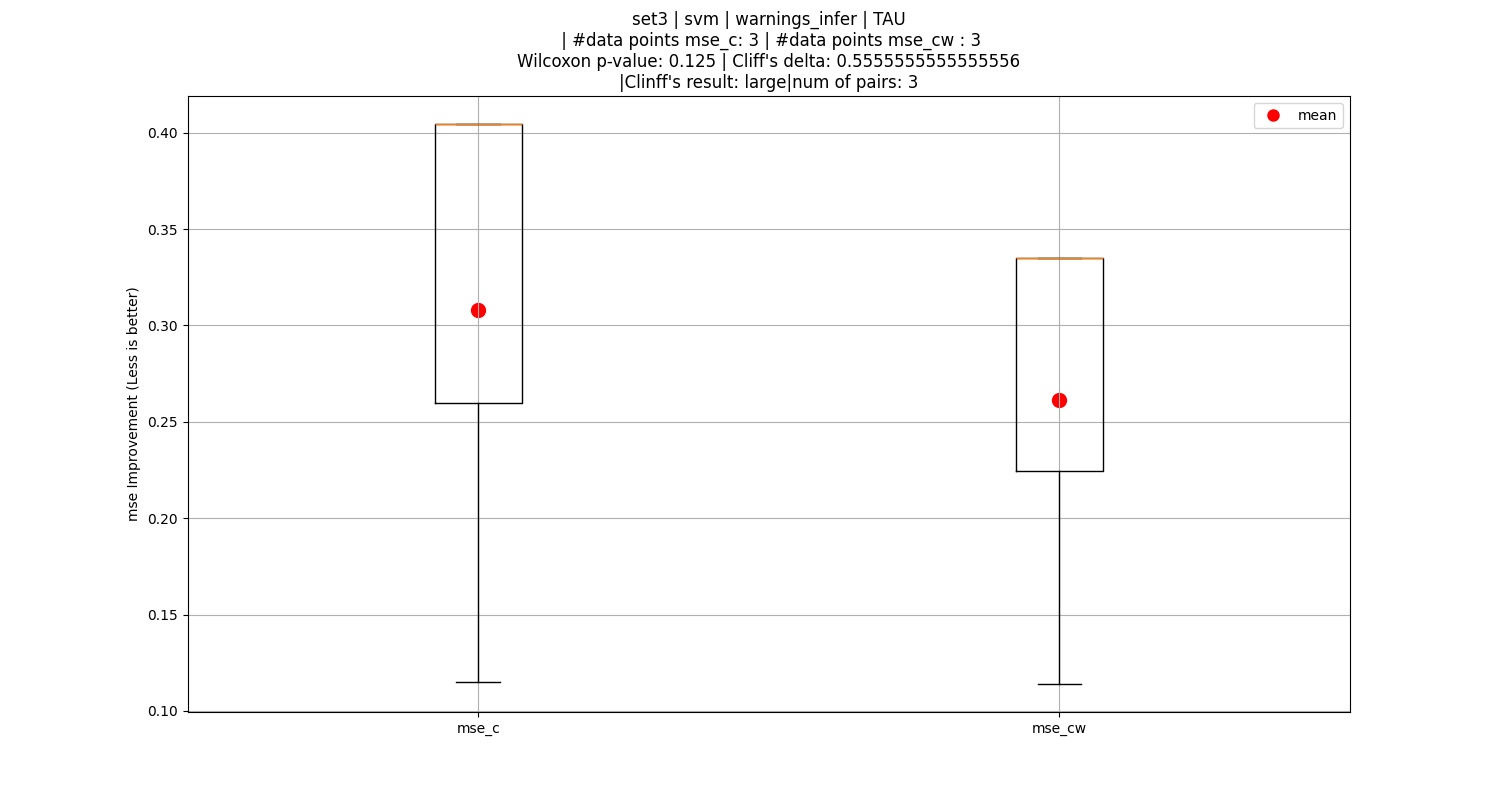 set3 | svm | warnings_infer | TAU
| #data points mse_c: 3 | #data points mse_cw : 3
Wilcoxon p-value: 0.125 | Cliff's delta: 0.5555555555555556
|Clinff's result: large|num of pairs: 3
mean
mse Improvement (Less is better)
0.40
0.35
0.30
0.25
0.20
0.15
0.10
mse_c
mse_cw